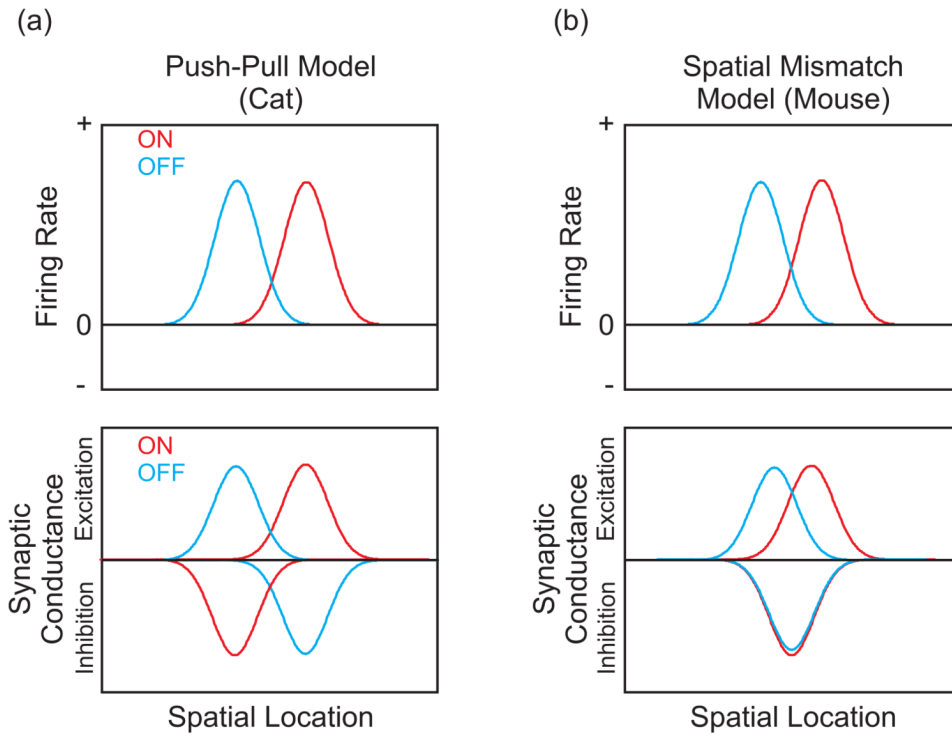 (a)
Push-Pull Model
(Cat)
+
ON
OFF
Firing Rate
0
-
ON
OFF
Synaptic
Conductance
Excitation
Inhibition
Spatial Location
(b)
Spatial Mismatch
Model (Mouse)
+
Firing Rate
0
-
Synaptic
Conductance
Excitation
Inhibition
Spatial Location